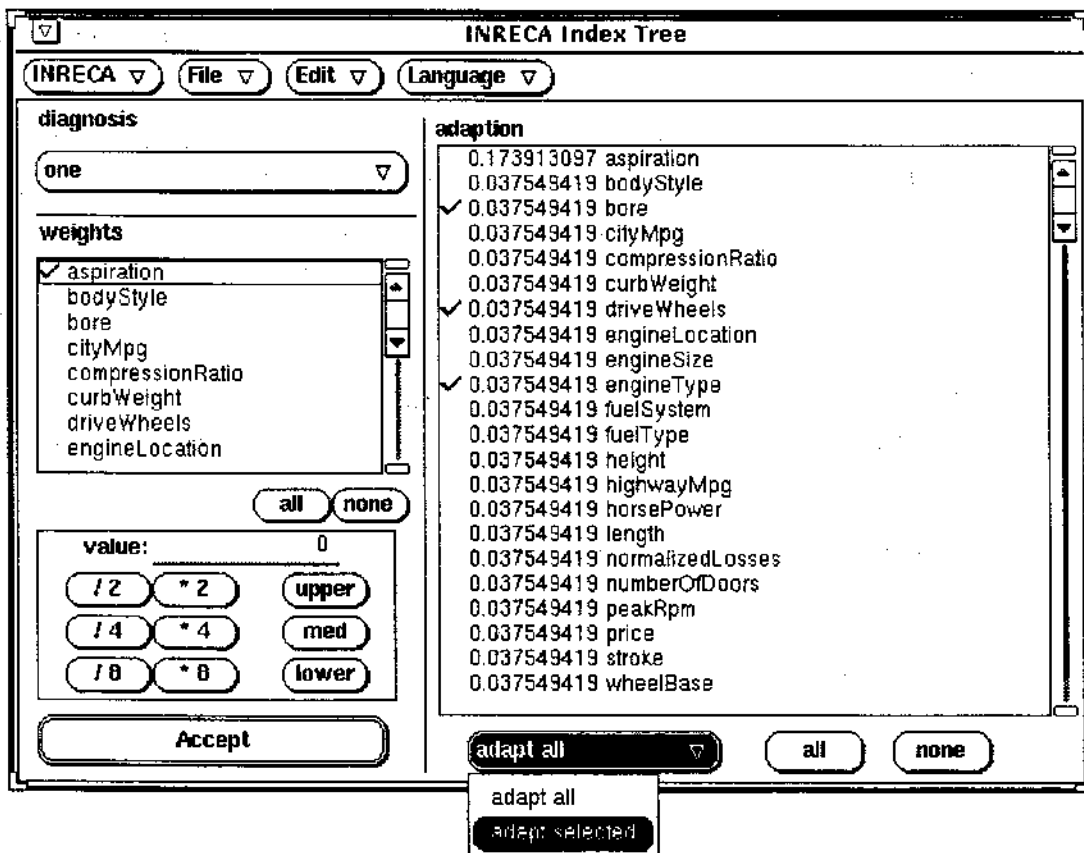 INRECA Index Tree
INRECA File Edit Language
diagnosis
one
weights
aspiration
bodyStyle
bore
cityMpg
compressionRatio
curbWeight
driveWheels
engineLocation
all none
value: 0
/ 2 * 2 upper
/ 4 * 4 med
/ 8 * 8 lower
Accept
adaption
0.173913097 aspiration
0.037549419 bodyStyle
0.037549419 bore
0.037549419 cityMpg
0.037549419 compressionRatio
0.037549419 curbWeight
0.037549419 driveWheels
0.037549419 engineLocation
0.037549419 engineSize
0.037549419 engineType
0.037549419 fuelSystem
0.037549419 fuelType
0.037549419 height
0.037549419 highwayMpg
0.037549419 horsePower
0.037549419 length
0.037549419 normalizedLosses
0.037549419 numberOfDoors
0.037549419 peakRpm
0.037549419 price
0.037549419 stroke
0.037549419 wheelBase
adapt all all none
adapt all
adapt selected